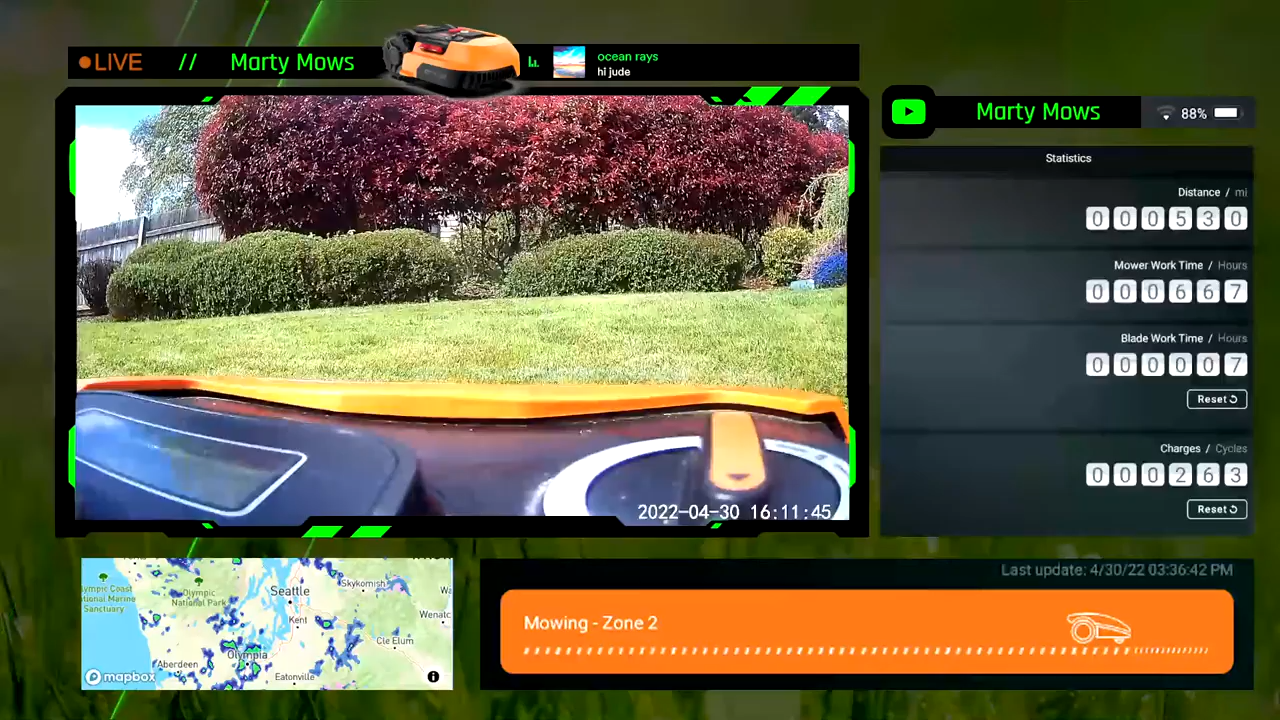 LIVE // Marty Mows
ocean rays
hi jude
Marty Mows
88%
Statistics
Distance / mi
000530
Mower Work Time / Hours
000667
Blade Work Time / Hours
000007
Reset
Charges / Cycles
000263
Reset
2022-04-30 16:11:45
Olympic Coast
National Marine
Sanctuary
Olympic
National Park
Seattle
Skykomish
Kent
Wenatc
Cle Elum
Olympia
Aberdeen
Eatonville
mapbox
Last update: 4/30/22 03:36:42 PM
Mowing - Zone 2